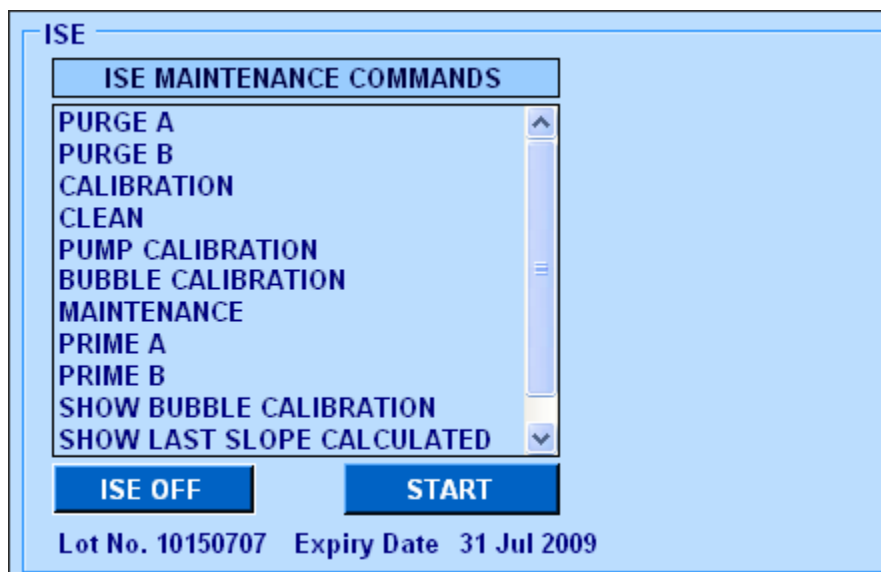 ISE
ISE MAINTENANCE COMMANDS
PURGE A
PURGE B
CALIBRATION
CLEAN
PUMP CALIBRATION
BUBBLE CALIBRATION
MAINTENANCE
PRIME A
PRIME B
SHOW BUBBLE CALIBRATION
SHOW LAST SLOPE CALCULATED
ISE OFF START
Lot No. 10150707 Expiry Date 31 Jul 2009